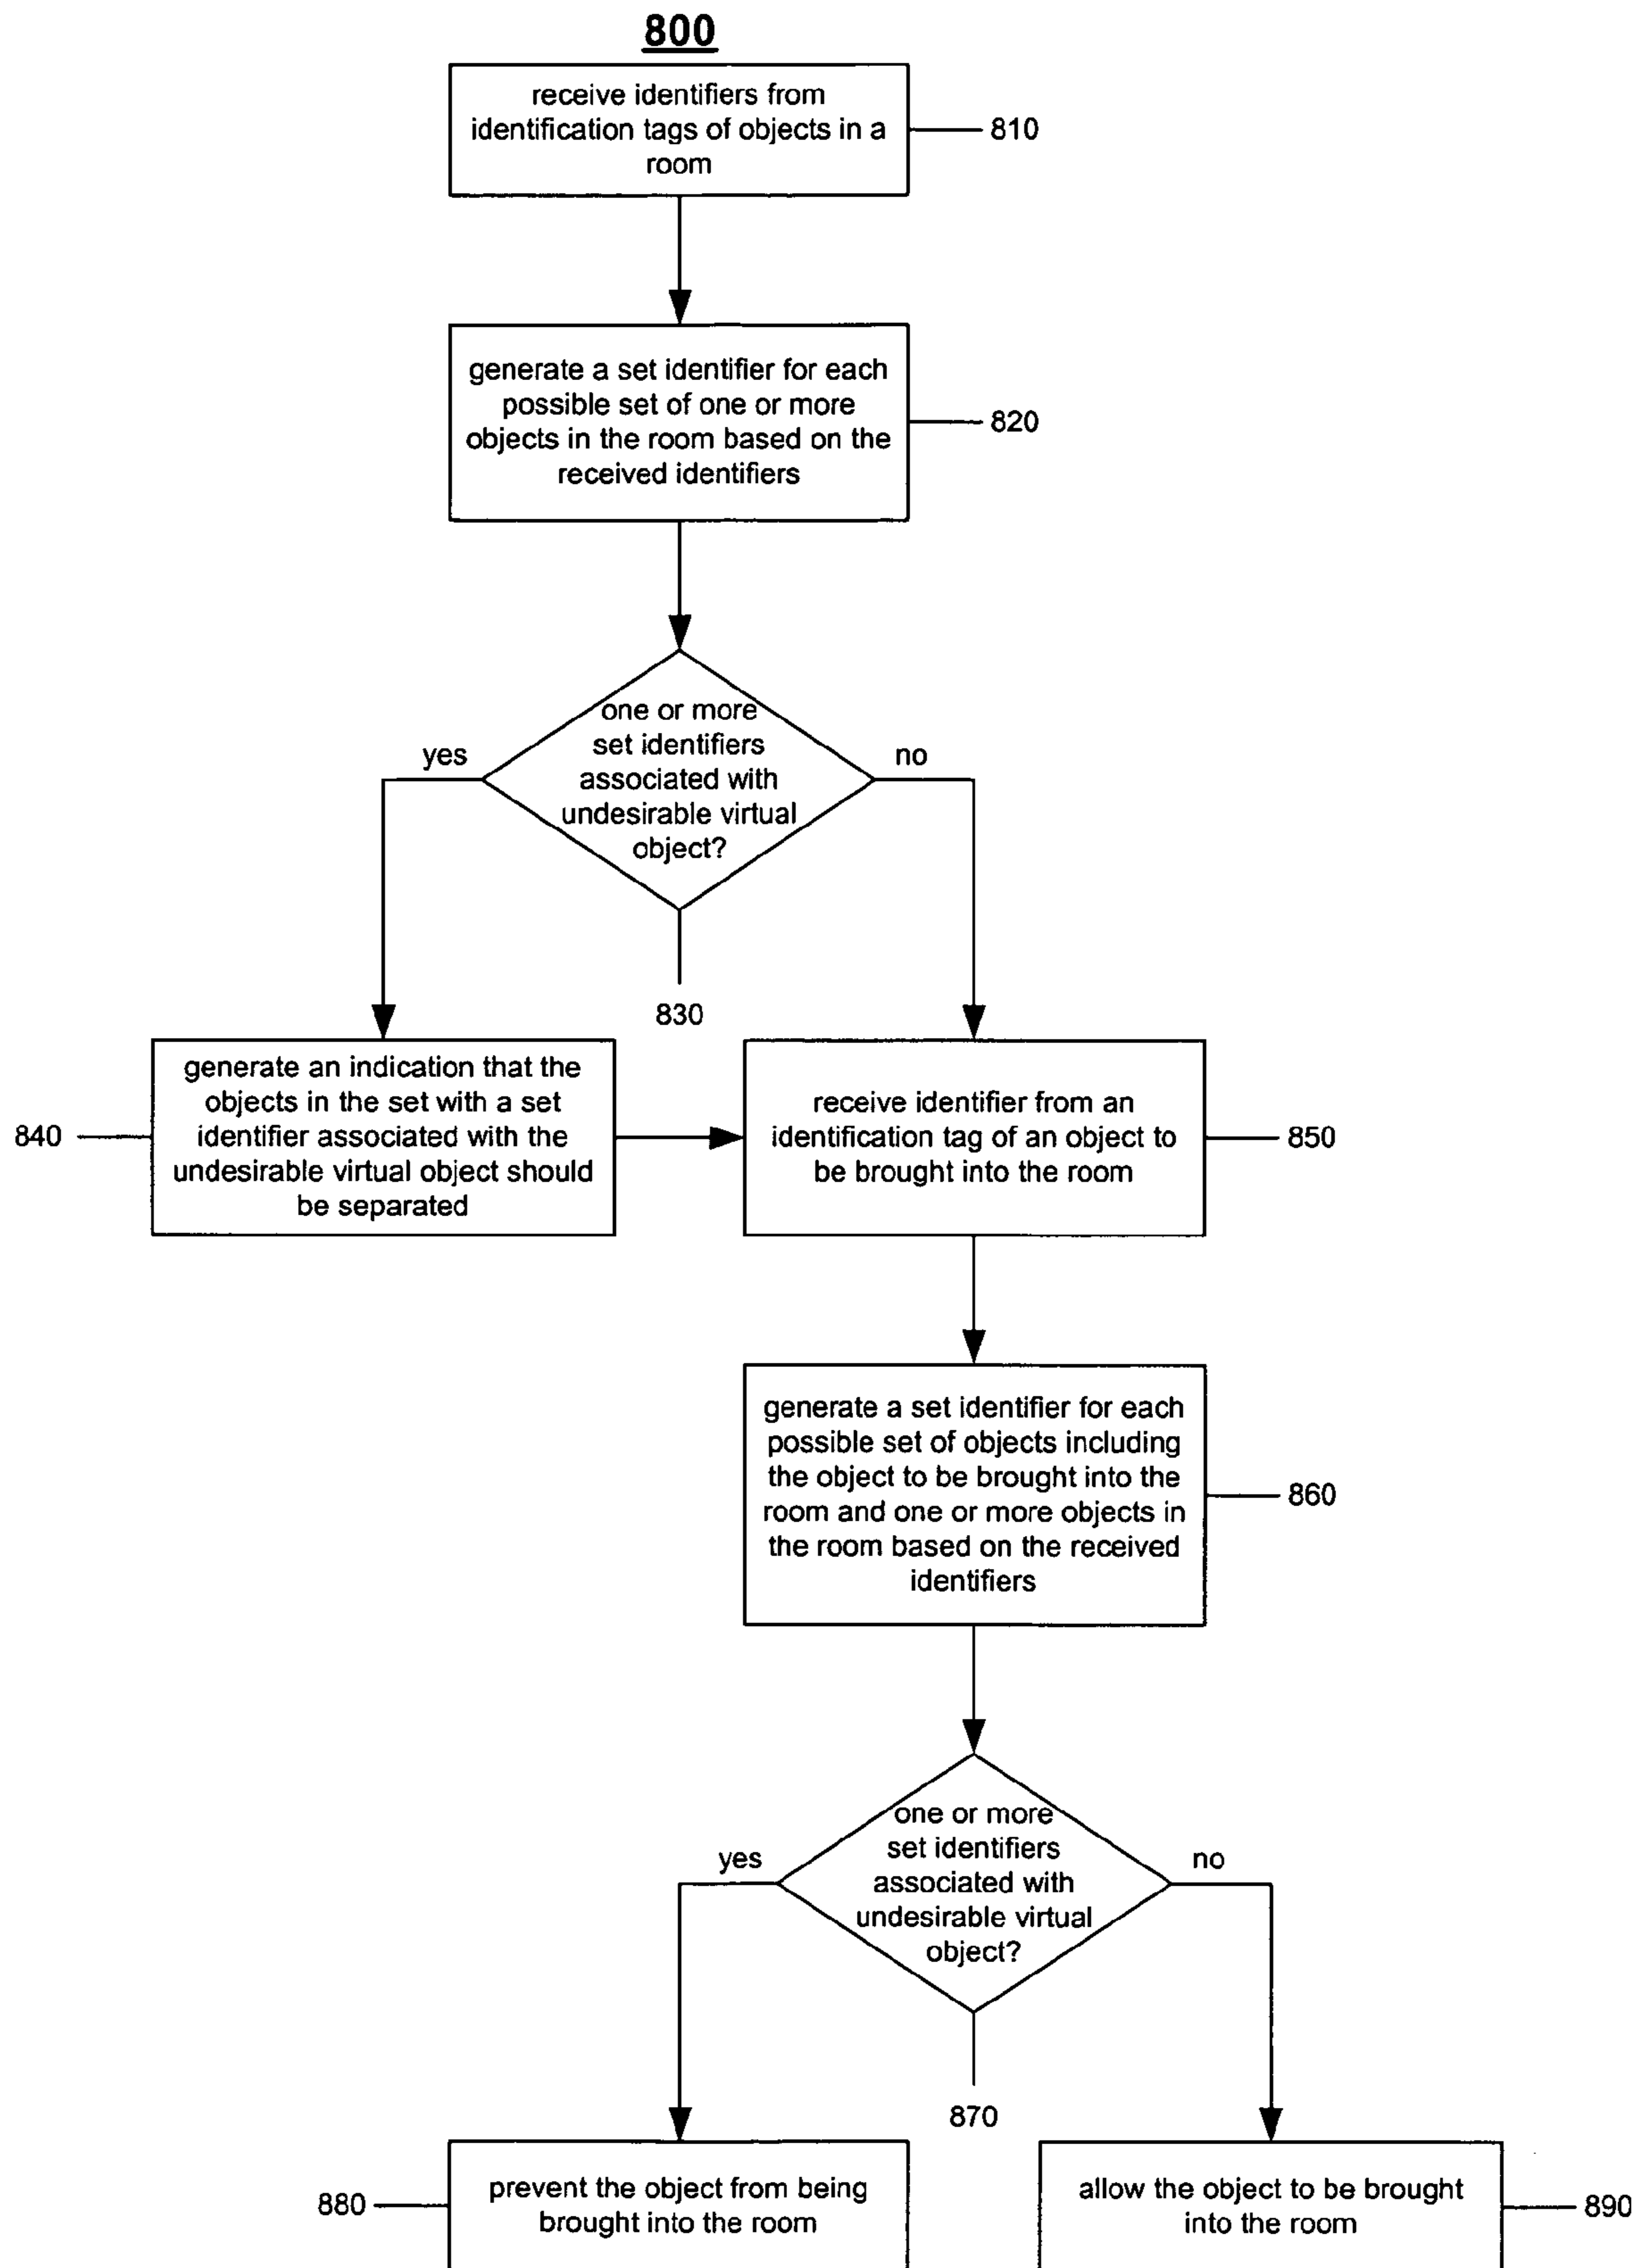 800
receive identifiers from
identification tags of objects in a
room
810
generate a set identifier for each
possible set of one or more
objects in the room based on the
received identifiers
820
one or more
set identifiers
associated with
undesirable virtual
object?
yes
no
830
generate an indication that the
objects in the set with a set
identifier associated with the
undesirable virtual object should
be separated
840
receive identifier from an
identification tag of an object to
be brought into the room
850
generate a set identifier for each
possible set of objects including
the object to be brought into the
room and one or more objects in
the room based on the received
identifiers
860
one or more
set identifiers
associated with
undesirable virtual
object?
yes
no
870
prevent the object from being
brought into the room
880
allow the object to be brought
into the room
890